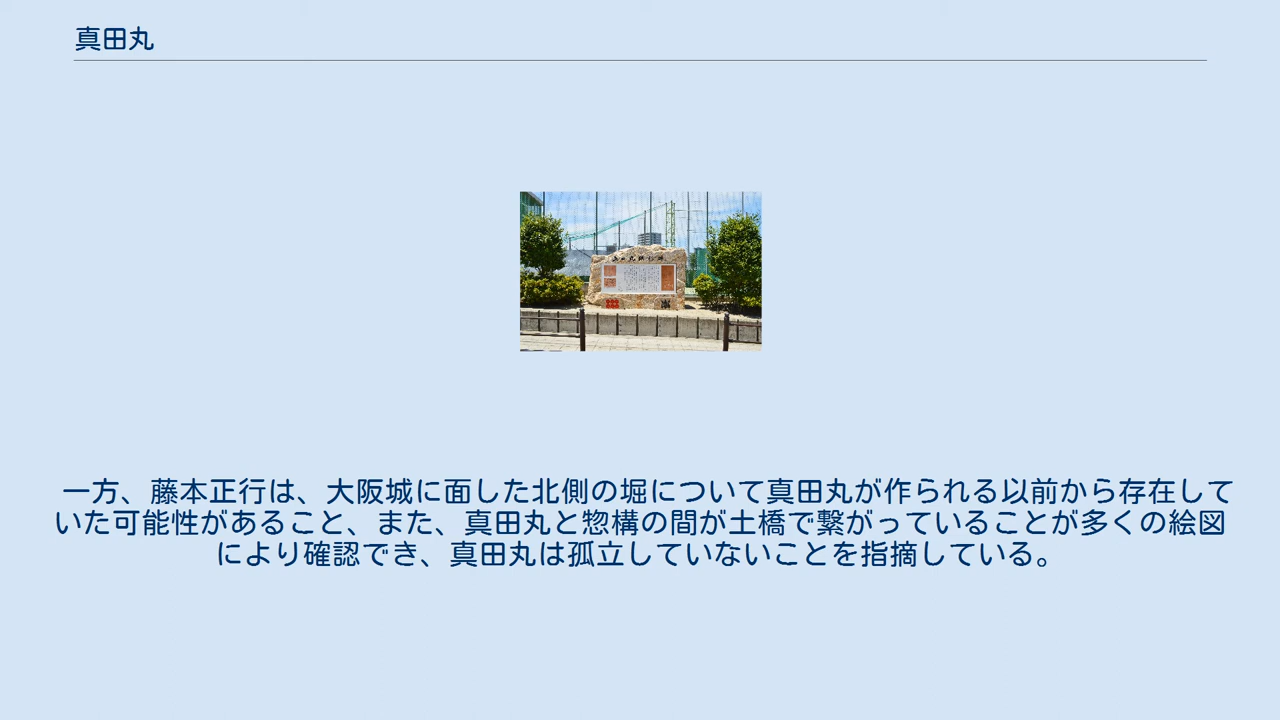 真田丸
一方、藤本正行は、大阪城に面した北側の堀について真田丸が作られる以前から存在して
いた可能性があること、また、真田丸と惣構の間が土橋で繋がっていることが多くの絵図
により確認でき、真田丸は孤立していないことを指摘している。